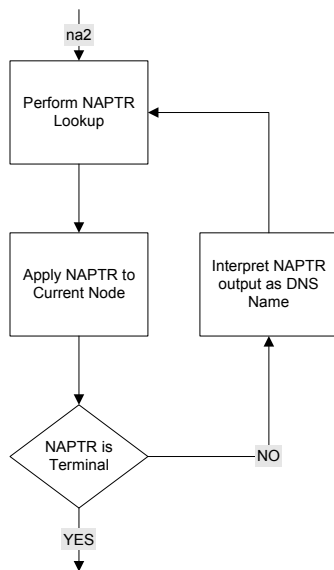 na2
Perform NAPTR
Lookup
Apply NAPTR to
Current Node
Interpret NAPTR
output as DNS
Name
NAPTR is
Terminal
NO
YES